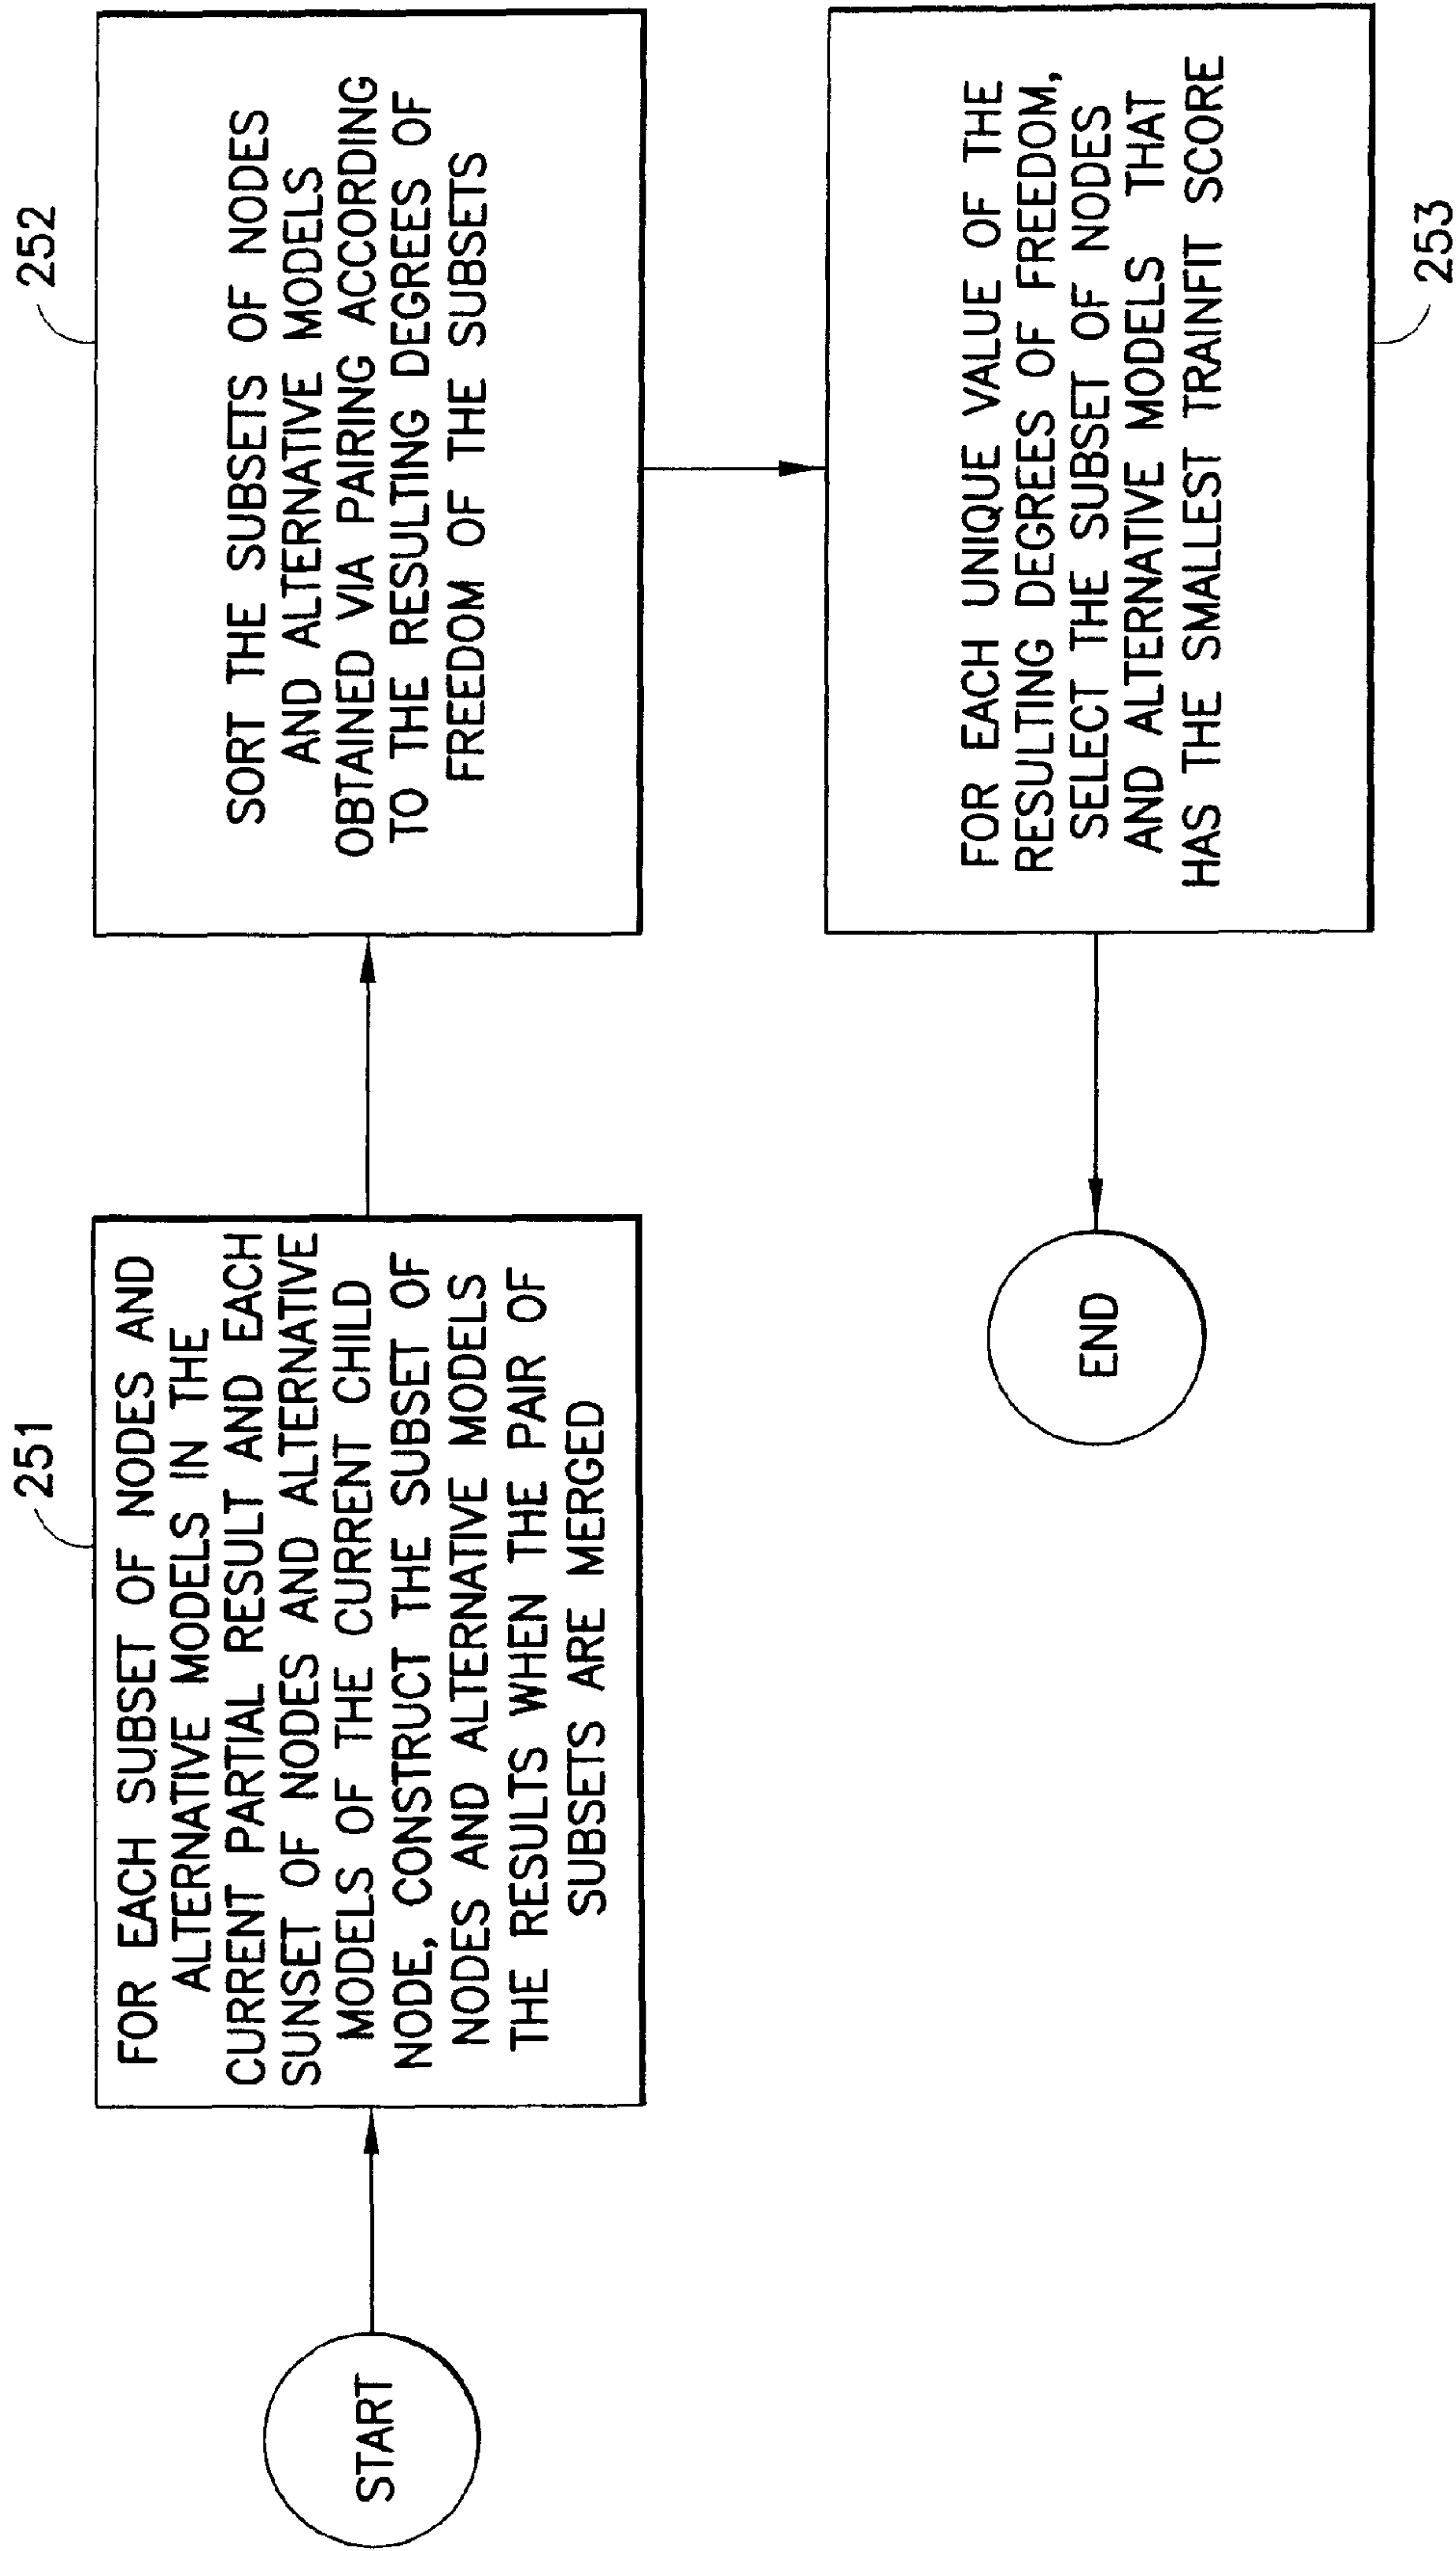 START
251
FOR EACH SUBSET OF NODES AND
ALTERNATIVE MODELS IN THE
CURRENT PARTIAL RESULT AND EACH
SUNSET OF NODES AND ALTERNATIVE
MODELS OF THE CURRENT CHILD
NODE, CONSTRUCT THE SUBSET OF
NODES AND ALTERNATIVE MODELS
THE RESULTS WHEN THE PAIR OF
SUBSETS ARE MERGED
252
SORT THE SUBSETS OF NODES
AND ALTERNATIVE MODELS
OBTAINED VIA PAIRING ACCORDING
TO THE RESULTING DEGREES OF
FREEDOM OF THE SUBSETS
FOR EACH UNIQUE VALUE OF THE
RESULTING DEGREES OF FREEDOM,
SELECT THE SUBSET OF NODES
AND ALTERNATIVE MODELS THAT
HAS THE SMALLEST TRAINFIT SCORE
253
END